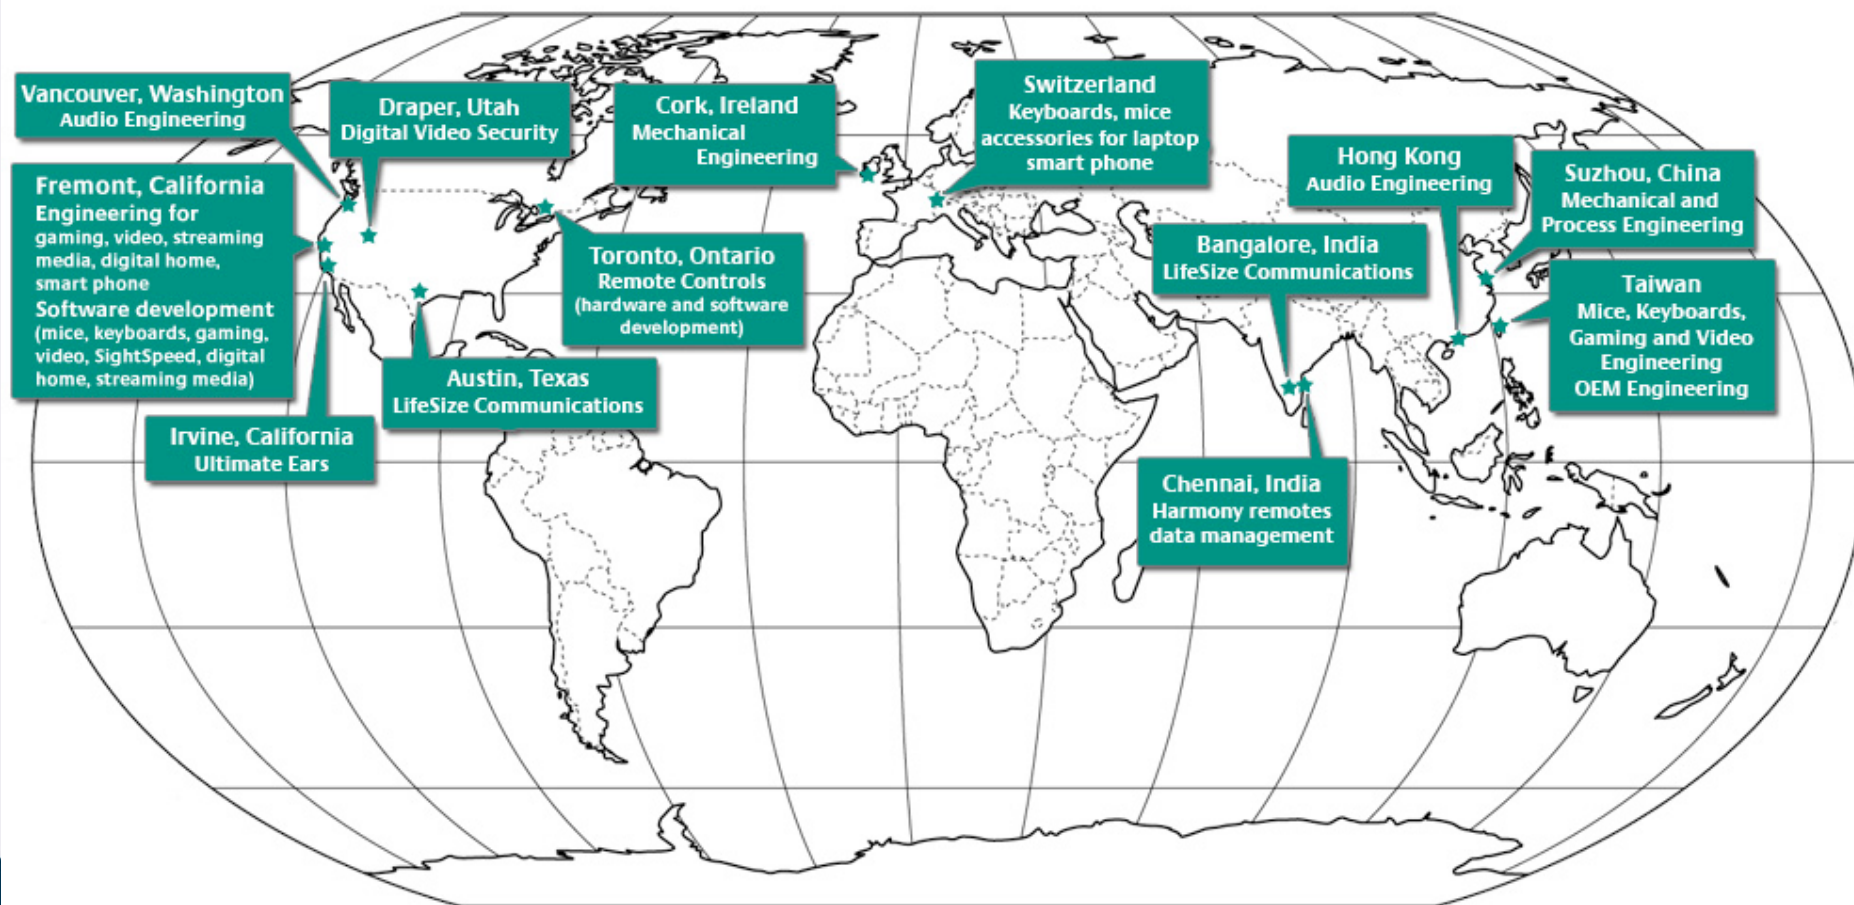 Vancouver, Washington
Audio Engineering
Draper, Utah
Digital Video Security
Cork, Ireland
Mechanical
Engineering
Switzerland
Keyboards, mice
accessories for laptop
smart phone
Hong Kong
Audio Engineering
Suzhou, China
Mechanical and
Process Engineering
Fremont, California
Engineering for
gaming, video, streaming
media, digital home,
smart phone
Software development
(mice, keyboards, gaming,
video, SightSpeed, digital
home, streaming media)
Toronto, Ontario
Remote Controls
(hardware and software
development)
Bangalore, India
LifeSize Communications
Taiwan
Mice, Keyboards,
Gaming and Video
Engineering
OEM Engineering
Austin, Texas
LifeSize Communications
Irvine, California
Ultimate Ears
Chennai, India
Harmony remotes
data management